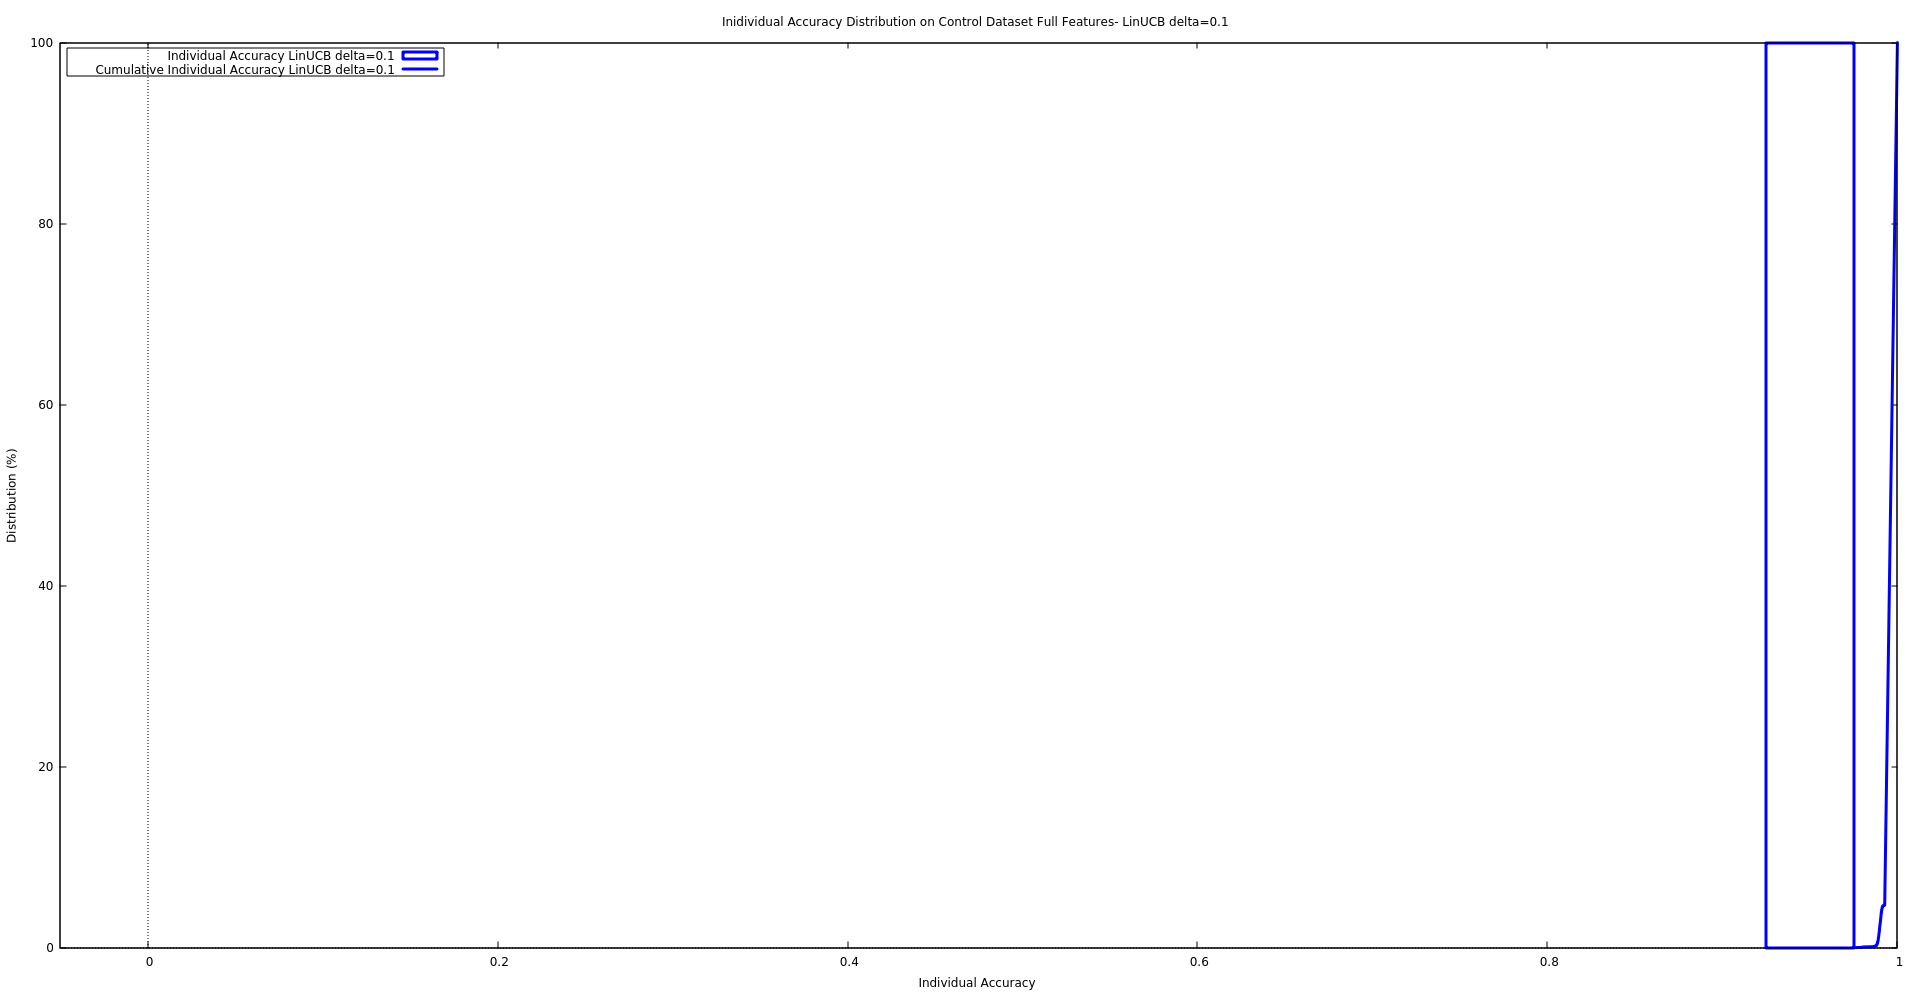 Inidividual Accuracy Distribution on Control Dataset Full Features- LinUCB delta=0.1
Individual Accuracy LinUCB delta=0.1
Cumulative Individual Accuracy LinUCB delta=0.1
100
80
60
40
20
0
Distribution (%)
0 0.2 0.4 0.6 0.8 1
Individual Accuracy